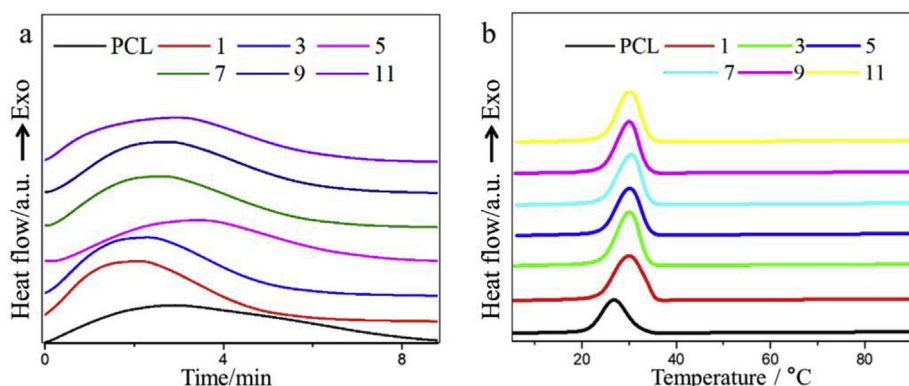 a
PCL 1 3 5
7 9 11
Heat flow/a.u. → Exo
0 4 8
Time/min
b
PCL 1 3 5
7 9 11
Heat flow/a.u. → Exo
20 40 60 80
Temperature / °C